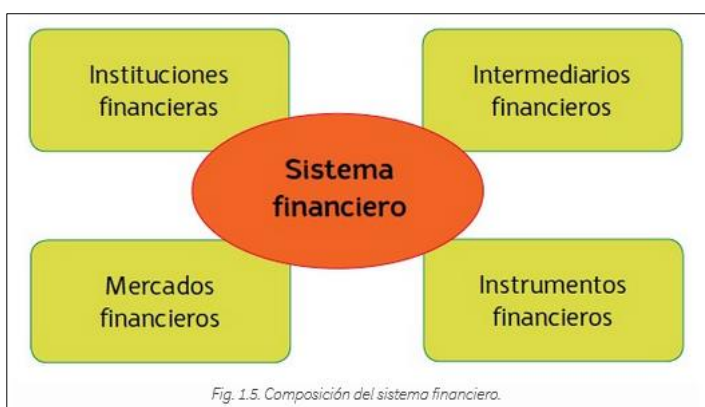 Instituciones
financieras
Intermediarios
financieros
Sistema
financiero
Mercados
financieros
Instrumentos
financieros
Fig. 1.5. Composición del sistema financiero.